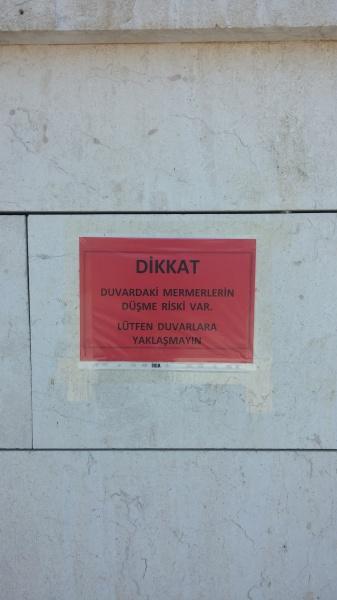 DİKKAT
DUVARDAKİ MERMERLERİN
DÜŞME RİSKİ VAR.
LÜTFEN DUVARLARA
YAKLAŞMAYIN